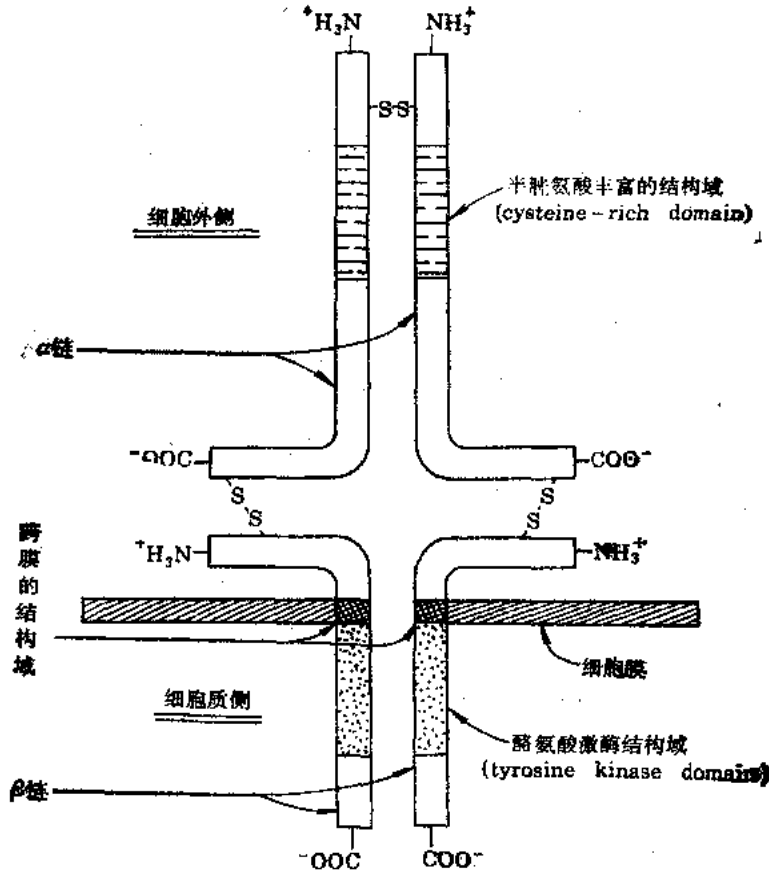 ⁺H₃N
NH₃⁺
S S
半胱氨酸丰富的结构域
(cysteine-rich domain)
细胞外侧
α链
⁻OOC
COO⁻
S
S
S
S
⁺H₃N
NH₃⁺
跨膜的结构域
细胞膜
细胞质侧
酪氨酸激酶结构域
(tyrosine kinase domains)
β链
⁻OOC
COO⁻